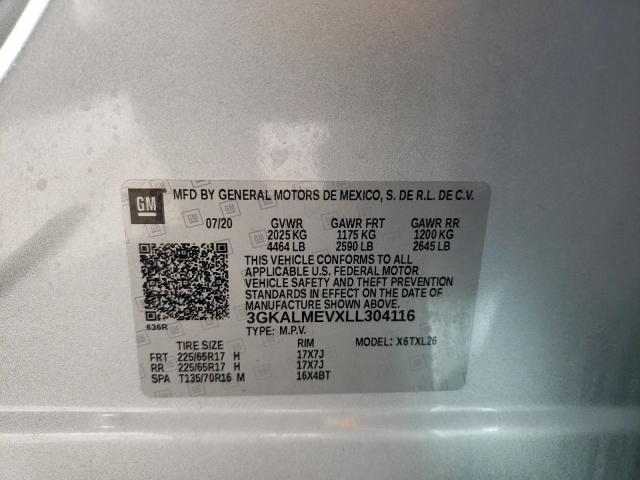 GM MFD BY GENERAL MOTORS DE MEXICO, S. DE R.L. DE C.V.
07/20 GVWR GAWR FRT GAWR RR
2025 KG 1175 KG 1200 KG
4464 LB 2590 LB 2645 LB
THIS VEHICLE CONFORMS TO ALL
APPLICABLE U.S. FEDERAL MOTOR
VEHICLE SAFETY AND THEFT PREVENTION
STANDARDS IN EFFECT ON THE DATE OF
MANUFACTURE SHOWN ABOVE.
636R 3GKALMEVXLL304116
TYPE: M.P.V.
TIRE SIZE RIM MODEL: X6TXL26
FRT 225/65R17 H 17X7J
RR 225/65R17 H 17X7J
SPA T135/70R16 M 16X4BT